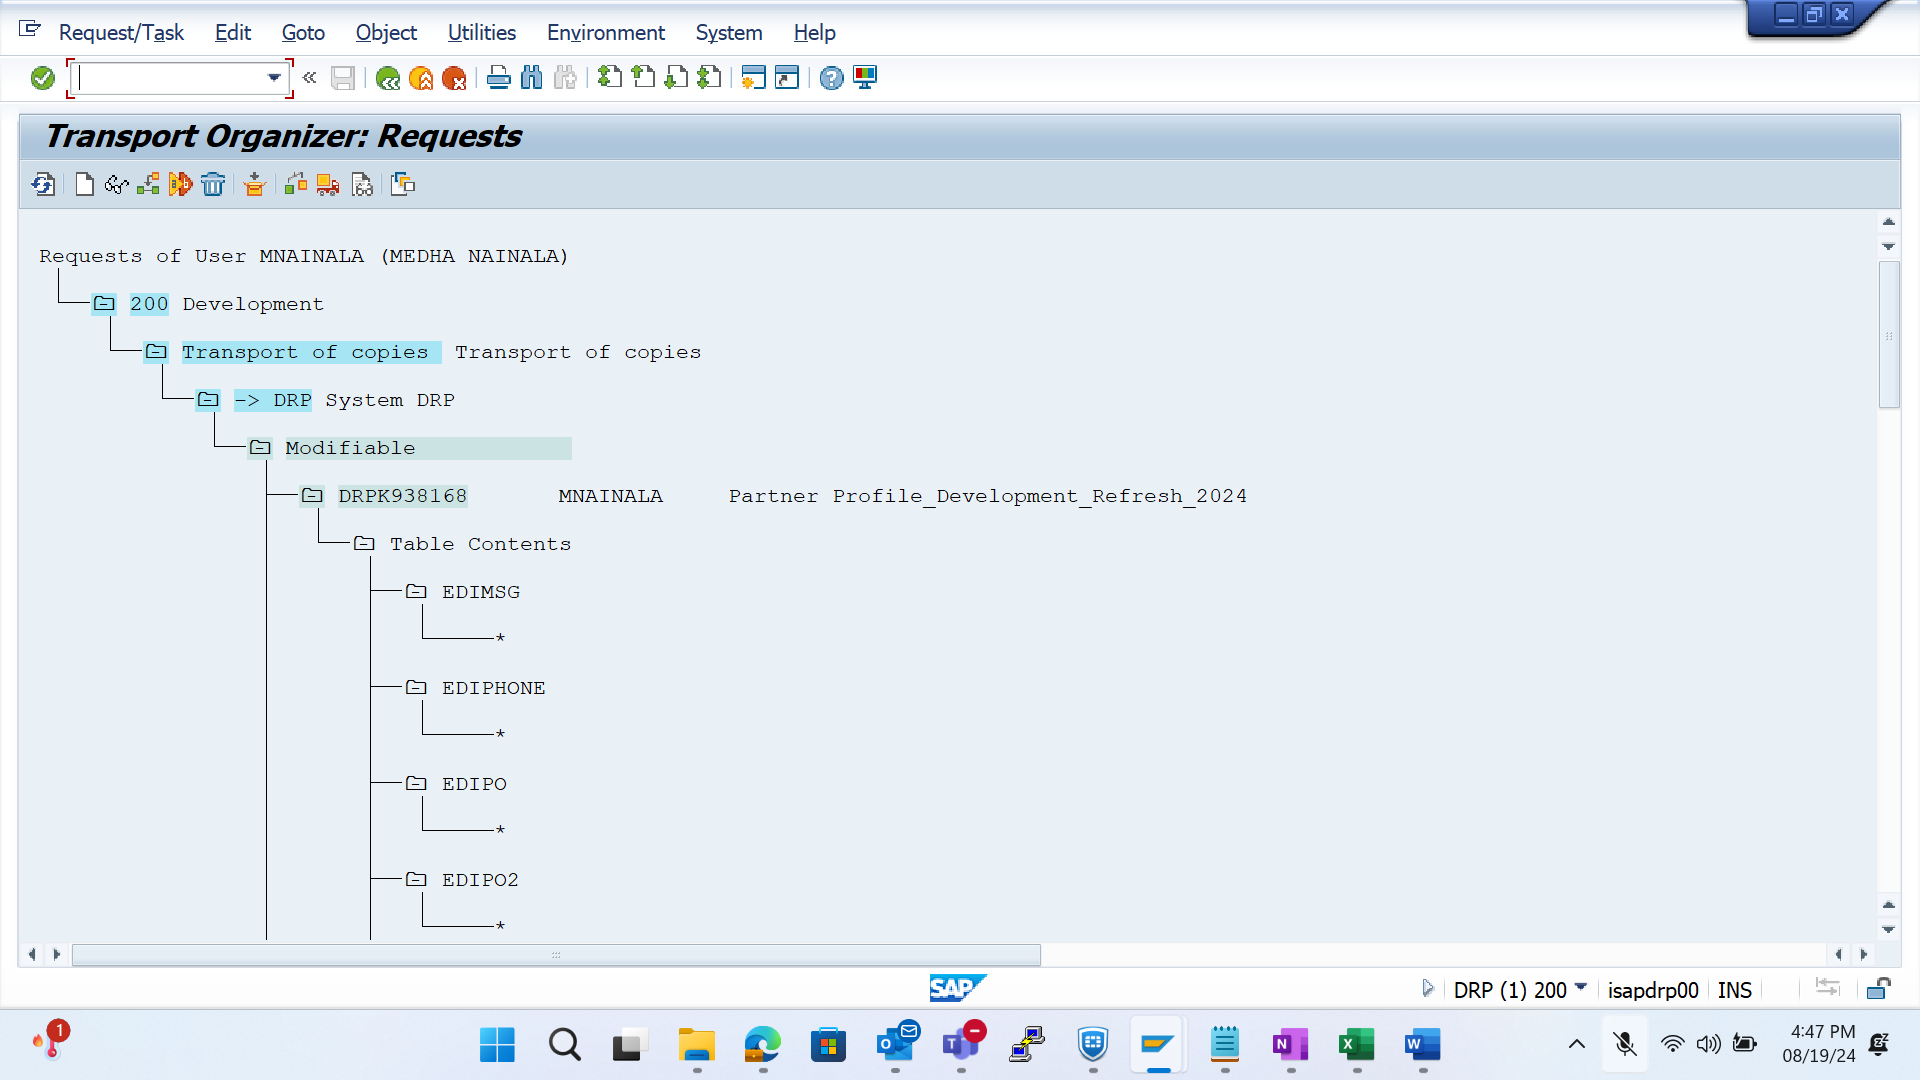 Request/Task Edit Goto Object Utilities Environment System Help
Transport Organizer: Requests
Requests of User MNAINALA (MEDHA NAINALA)
200 Development
Transport of copies Transport of copies
-> DRP System DRP
Modifiable
DRPK938168 MNAINALA Partner Profile_Development_Refresh_2024
Table Contents
EDIMSG
*
EDIPHONE
*
EDIPO
*
EDIPO2
*
SAP
DRP (1) 200 isapdrp00 INS
1
4:47 PM
08/19/24